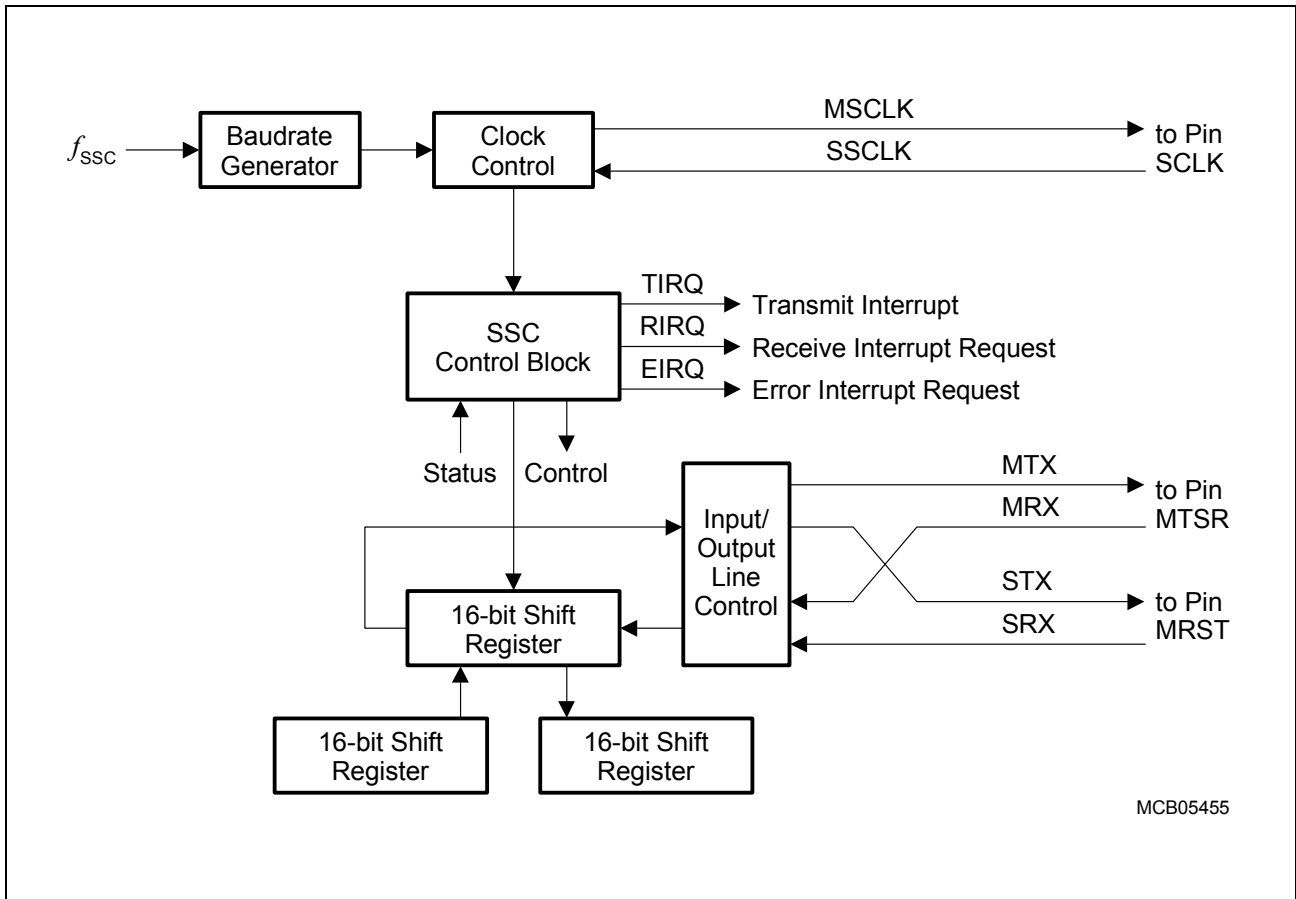 MSCLK
Baudrate
Generator
Clock
Control
to Pin
SCLK
fSSC
SSCLK
TIRQ
Transmit Interrupt
SSC
Control Block
RIRQ
Receive Interrupt Request
EIRQ
Error Interrupt Request
Status
Control
MTX
to Pin
MTSR
MRX
Input/
Output
Line
Control
STX
to Pin
MRST
SRX
16-bit Shift
Register
16-bit Shift
Register
16-bit Shift
Register
MCB05455